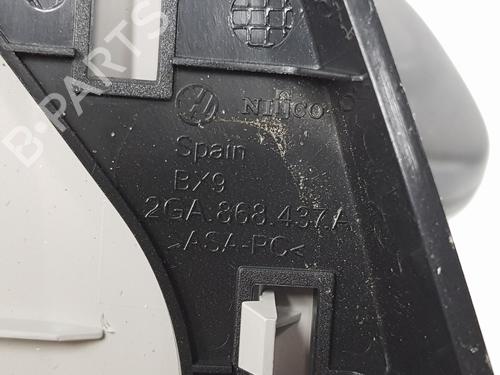 B-PARTS
Nifco
Spain
BX9
2GA.868.437.A
>ASA-PC<